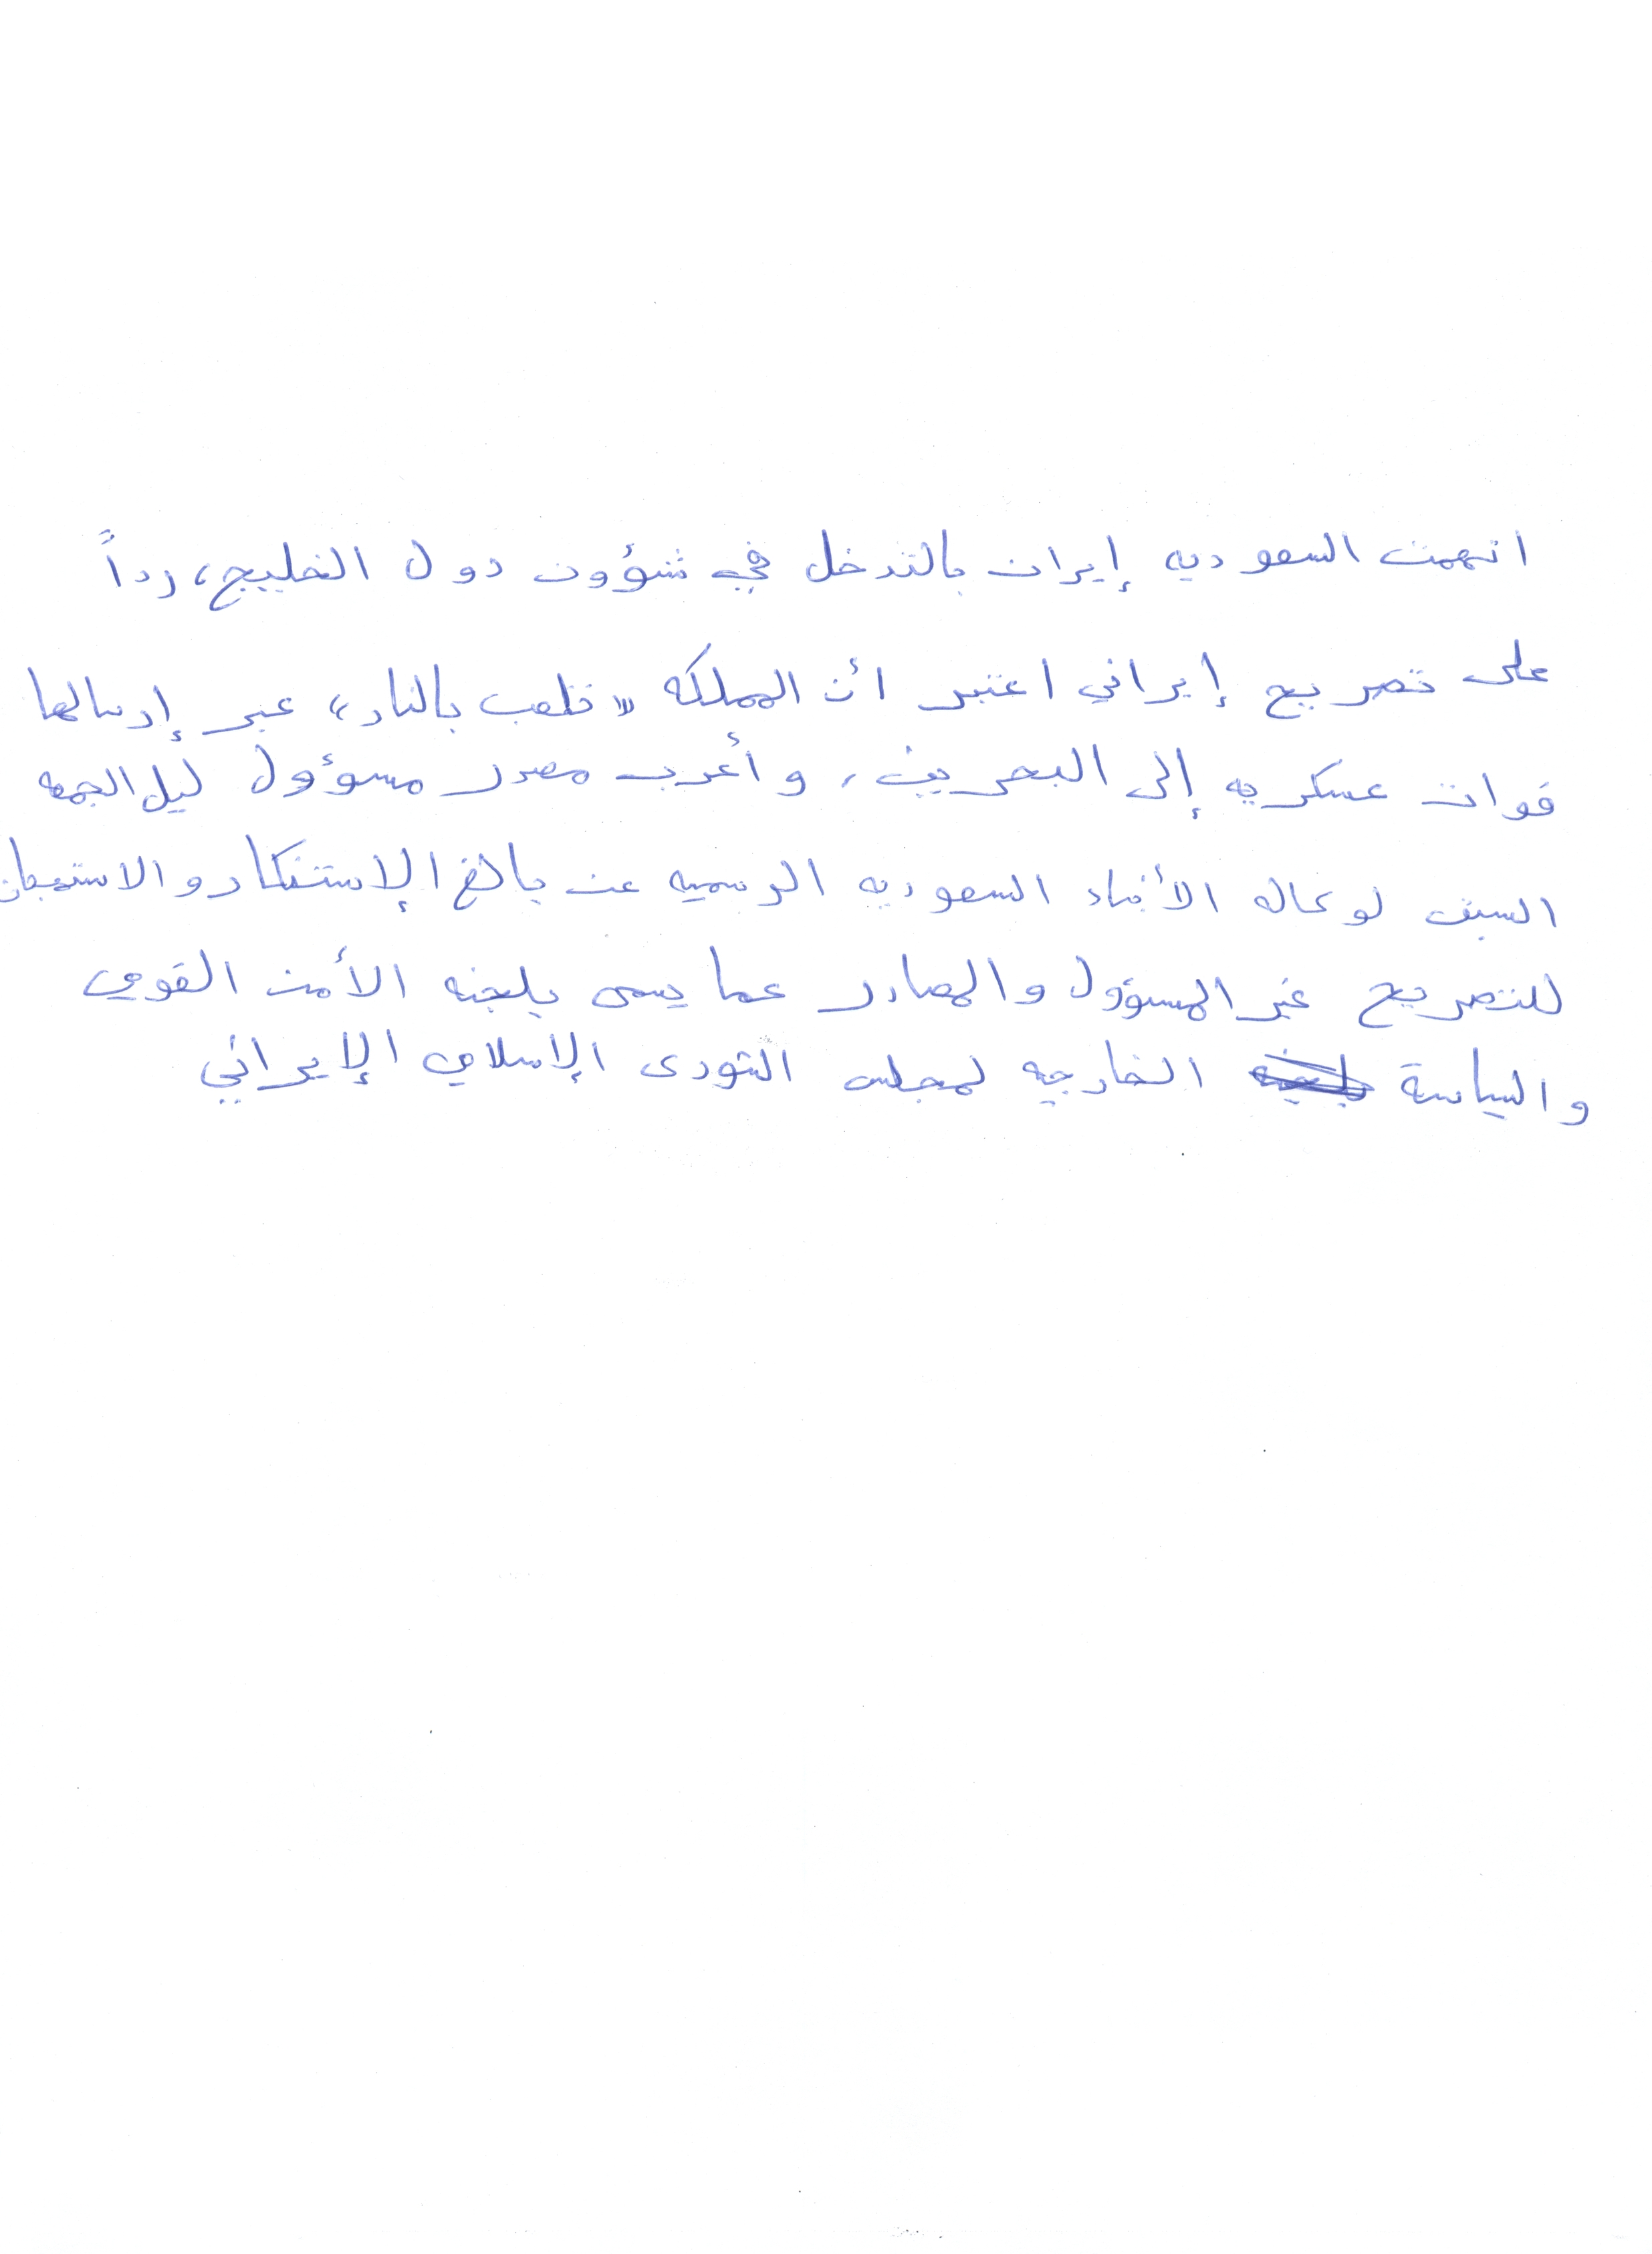 اتهمت السعوديه إيران بالتدخل في شؤون دول الخليج، رداً
على تصريح إيراني اعتبر أن المملكه "تلعب بالنار" عبر إرسالها
قوات عسكريه إلى البحرين، وأعرب مصدر مسوؤول ليل الجمعه
السبت لوكاله الأنباء السعوديه الرسميه عن بالغ الإستنكار والاستهجان
للتصريح غير المسؤول والصادر عما يسمى بلجنه الأمن القومي
والسياسة الخارجيه لمجلس الشورى الإسلامي الإيراني